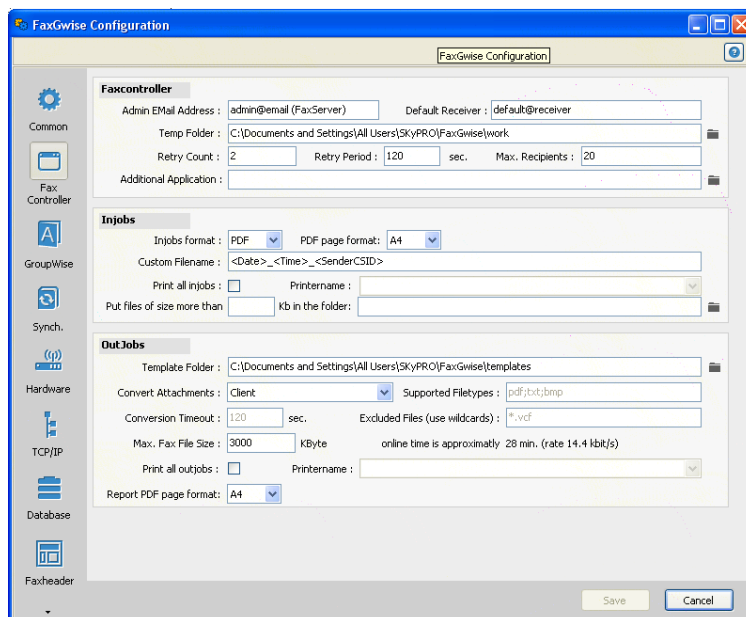 FaxGwise Configuration
FaxGwise Configuration
Common
Fax
Controller
GroupWise
Synch.
Hardware
TCP/IP
Database
Faxheader
Faxcontroller
Admin EMail Address : admin@email (FaxServer) Default Receiver : default@receiver
Temp Folder : C:\Documents and Settings\All Users\SKyPRO\FaxGwise\work
Retry Count : 2 Retry Period : 120 sec. Max. Recipients : 20
Additional Application :
Injobs
Injobs format : PDF PDF page format: A4
Custom Filename : <Date>_<Time>_<SenderCSID>
Print all injobs : Printername :
Put files of size more than Kb in the folder:
OutJobs
Template Folder : C:\Documents and Settings\All Users\SKyPRO\FaxGwise\templates
Convert Attachments : Client Supported Filetypes : pdf;txt;bmp
Conversion Timeout : 120 sec. Excluded Files (use wildcards) : *.vcf
Max. Fax File Size : 3000 KByte online time is approximatly 28 min. (rate 14.4 kbit/s)
Print all outjobs : Printername :
Report PDF page format: A4
Save Cancel